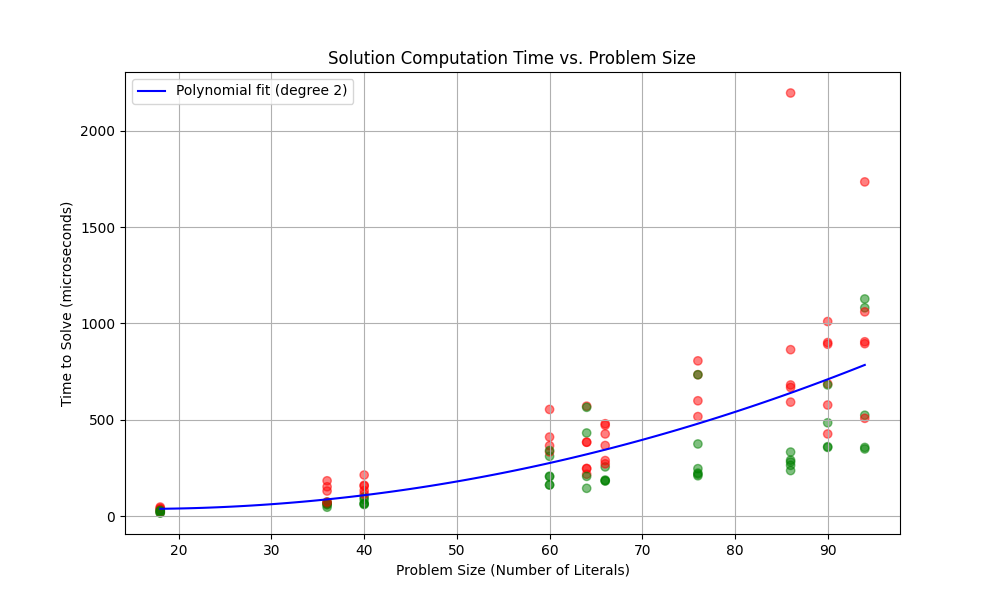 Solution Computation Time vs. Problem Size
Polynomial fit (degree 2)
Time to Solve (microseconds)
2000
1500
1000
500
0
20 30 40 50 60 70 80 90
Problem Size (Number of Literals)